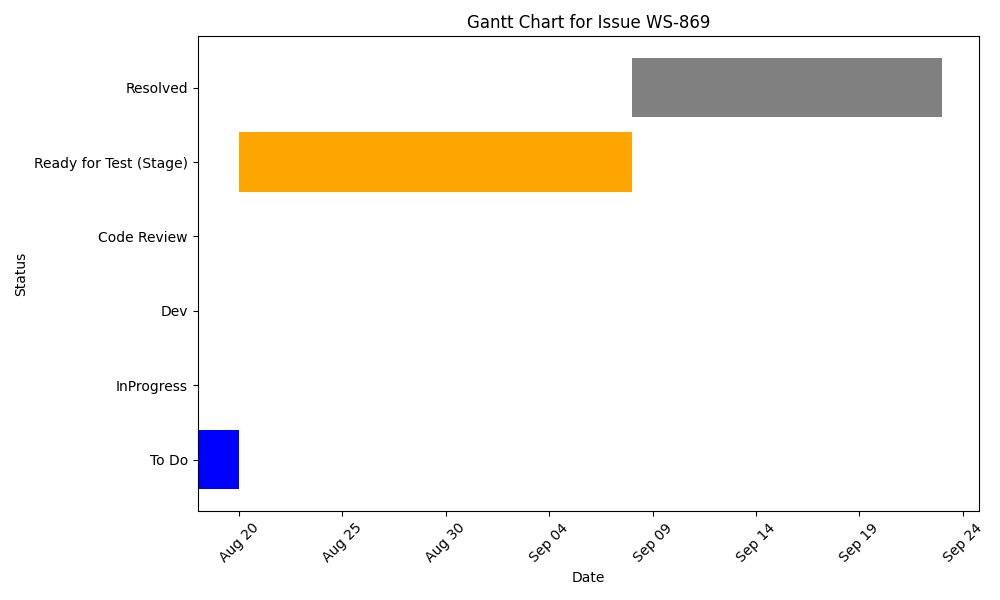 Gantt Chart for Issue WS-869
Resolved
Ready for Test (Stage)
Code Review
Dev
InProgress
To Do
Status
Aug 20
Aug 25
Aug 30
Sep 04
Sep 09
Sep 14
Sep 19
Sep 24
Date